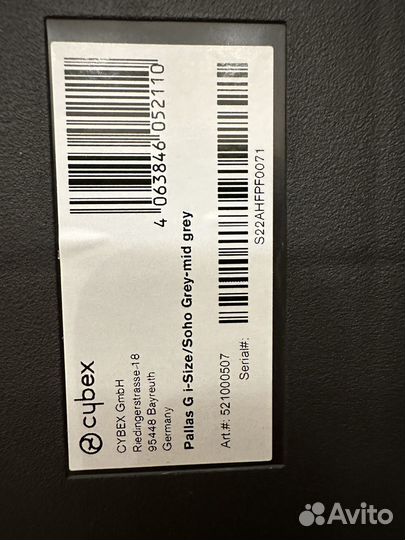 cybex
CYBEX GmbH
Riedingerstrasse-18
95448 Bayreuth
Germany
4 063846 052110
Pallas G i-Size/Soho Grey-mid grey
Art.#: 521000507
Serial#:
S22AHFPF0071
Avito